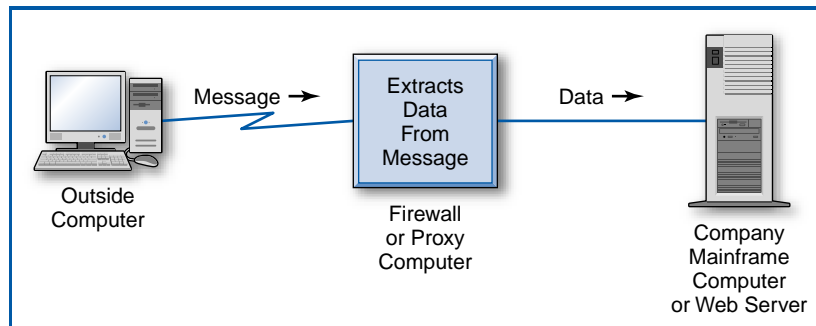 Message
Extracts
Data
From
Message
Data
Outside
Computer
Firewall
or Proxy
Computer
Company
Mainframe
Computer
or Web Server